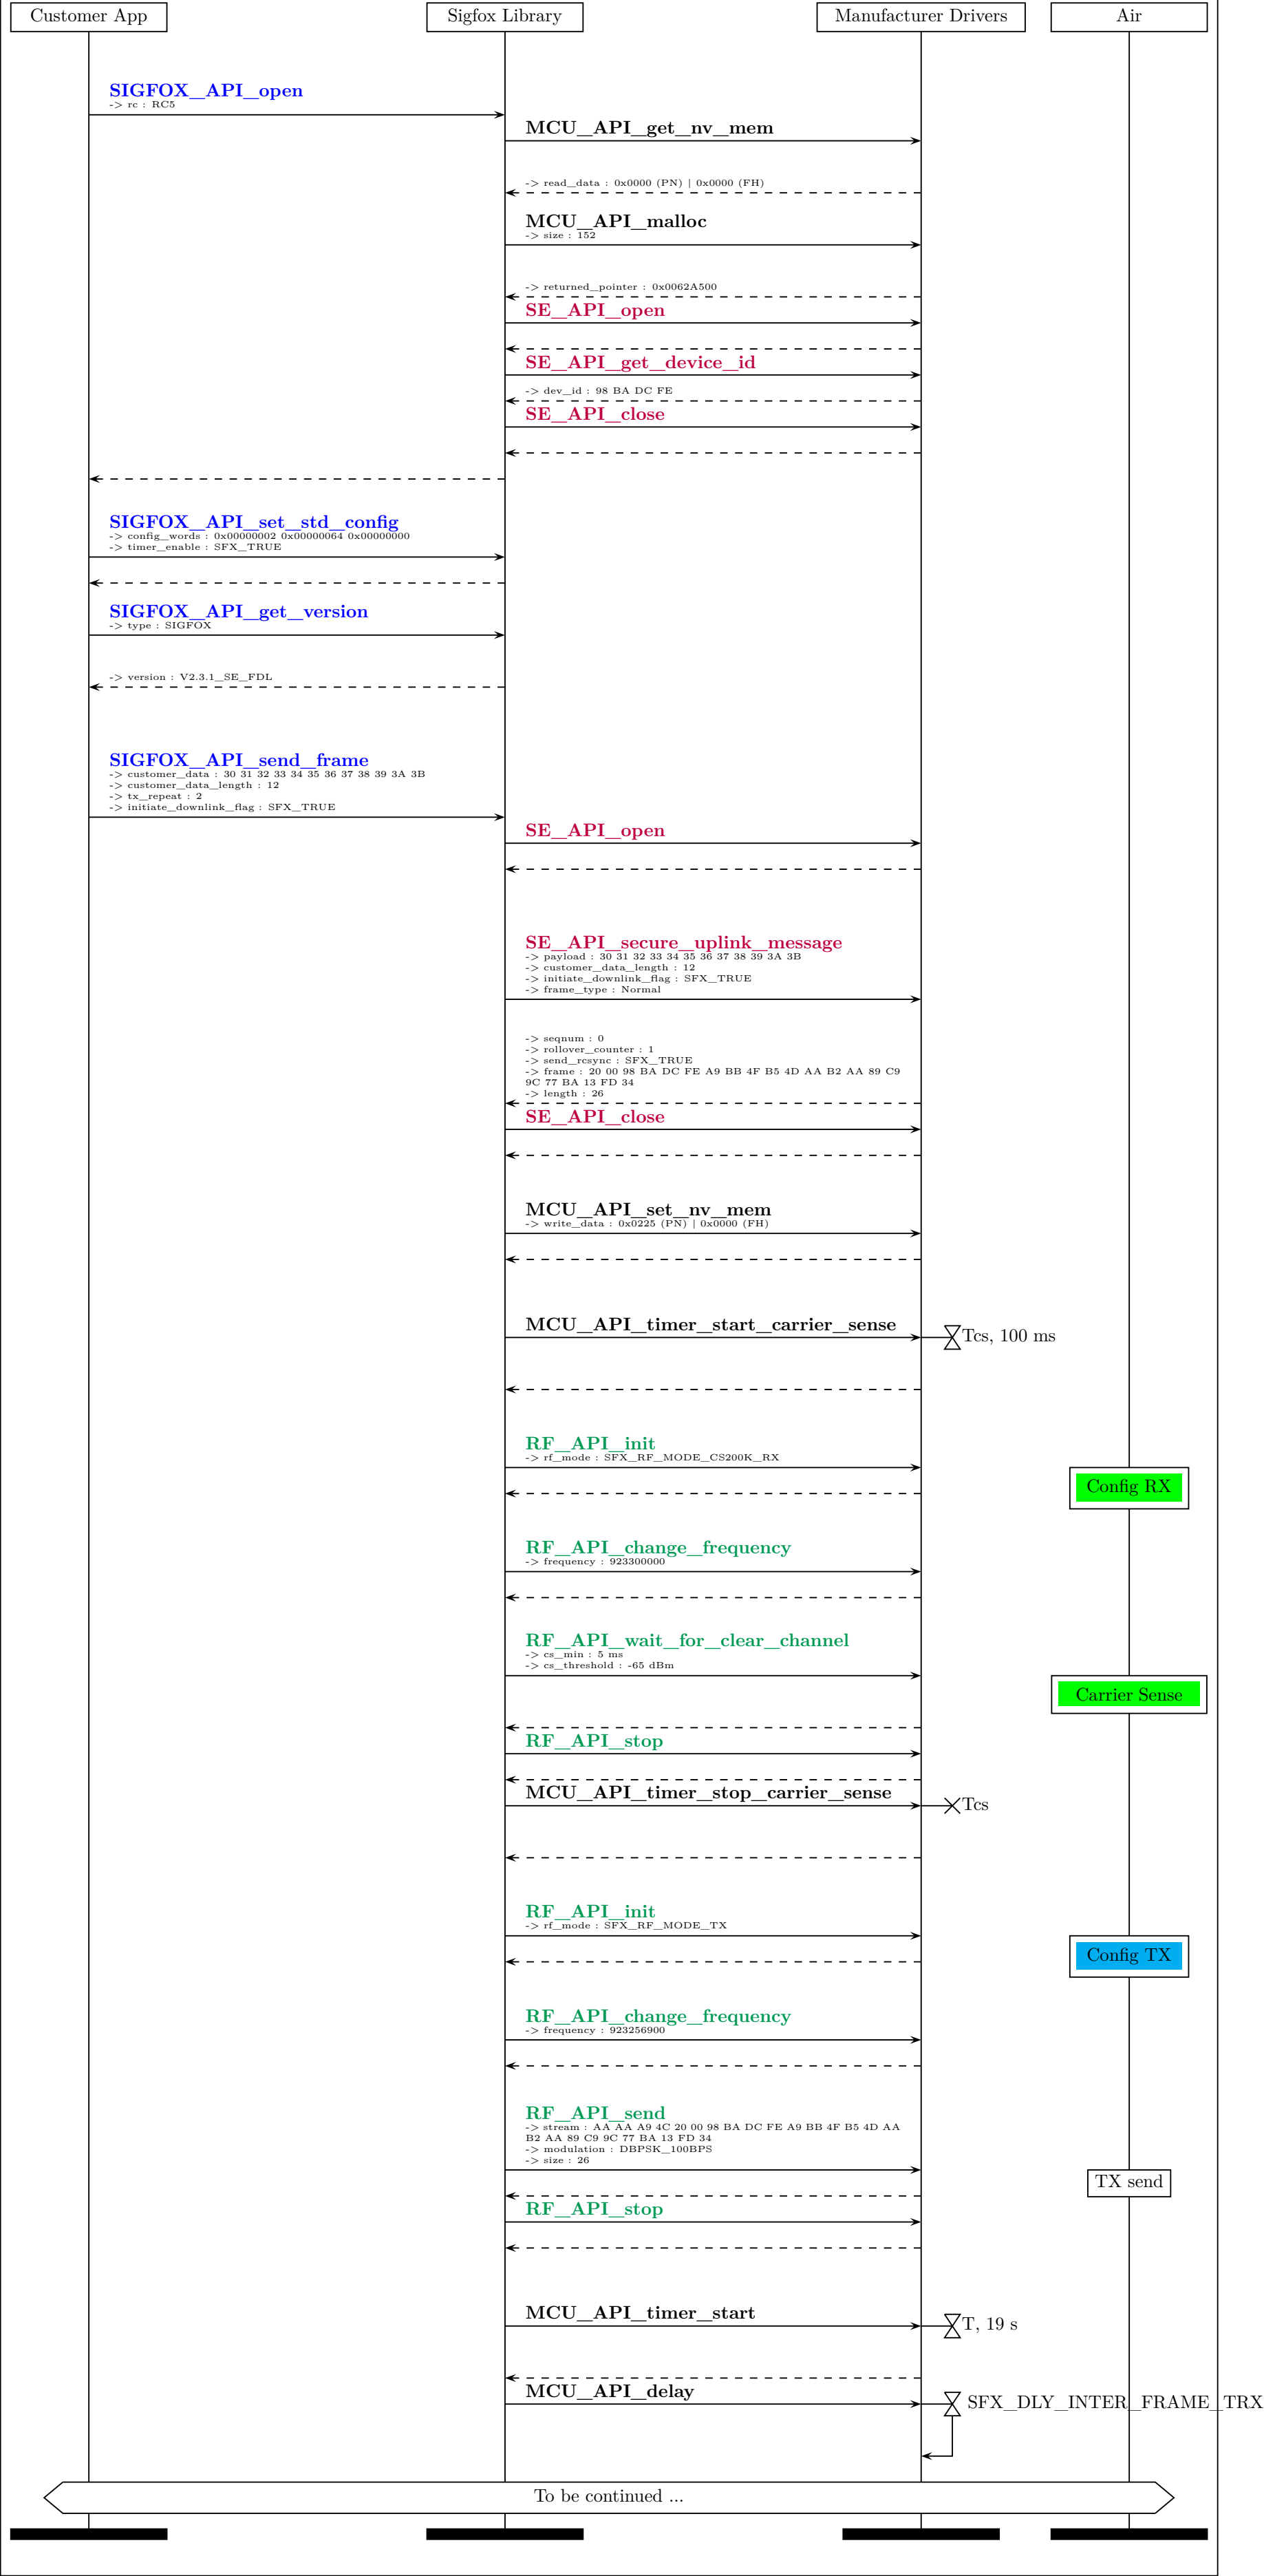 Customer App
Sigfox Library
Manufacturer Drivers
Air
SIGFOX_API_open
-> rc : RC5
MCU_API_get_nv_mem
-> read_data : 0x0000 (PN) | 0x0000 (FH)
MCU_API_malloc
-> size : 152
-> returned_pointer : 0x0062A500
SE_API_open
SE_API_get_device_id
-> dev_id : 98 BA DC FE
SE_API_close
SIGFOX_API_set_std_config
-> config_words : 0x00000002 0x00000064 0x00000000
-> timer_enable : SFX_TRUE
SIGFOX_API_get_version
-> type : SIGFOX
-> version : V2.3.1_SE_FDL
SIGFOX_API_send_frame
-> customer_data : 30 31 32 33 34 35 36 37 38 39 3A 3B
-> customer_data_length : 12
-> tx_repeat : 2
-> initiate_downlink_flag : SFX_TRUE
SE_API_open
SE_API_secure_uplink_message
-> payload : 30 31 32 33 34 35 36 37 38 39 3A 3B
-> customer_data_length : 12
-> initiate_downlink_flag : SFX_TRUE
-> frame_type : Normal
-> seqnum : 0
-> rollover_counter : 1
-> send_rcsync : SFX_TRUE
-> frame : 20 00 98 BA DC FE A9 BB 4F B5 4D AA B2 AA 89 C9
9C 77 BA 13 FD 34
-> length : 26
SE_API_close
MCU_API_set_nv_mem
-> write_data : 0x0225 (PN) | 0x0000 (FH)
MCU_API_timer_start_carrier_sense
Tcs, 100 ms
RF_API_init
-> rf_mode : SFX_RF_MODE_CS200K_RX
Config RX
RF_API_change_frequency
-> frequency : 923300000
RF_API_wait_for_clear_channel
-> cs_min : 5 ms
-> cs_threshold : -65 dBm
Carrier Sense
RF_API_stop
MCU_API_timer_stop_carrier_sense
Tcs
RF_API_init
-> rf_mode : SFX_RF_MODE_TX
Config TX
RF_API_change_frequency
-> frequency : 923256900
RF_API_send
-> stream : AA AA A9 4C 20 00 98 BA DC FE A9 BB 4F B5 4D AA
B2 AA 89 C9 9C 77 BA 13 FD 34
-> modulation : DBPSK_100BPS
-> size : 26
TX send
RF_API_stop
MCU_API_timer_start
T, 19 s
MCU_API_delay
SFX_DLY_INTER_FRAME_TRX
To be continued ...